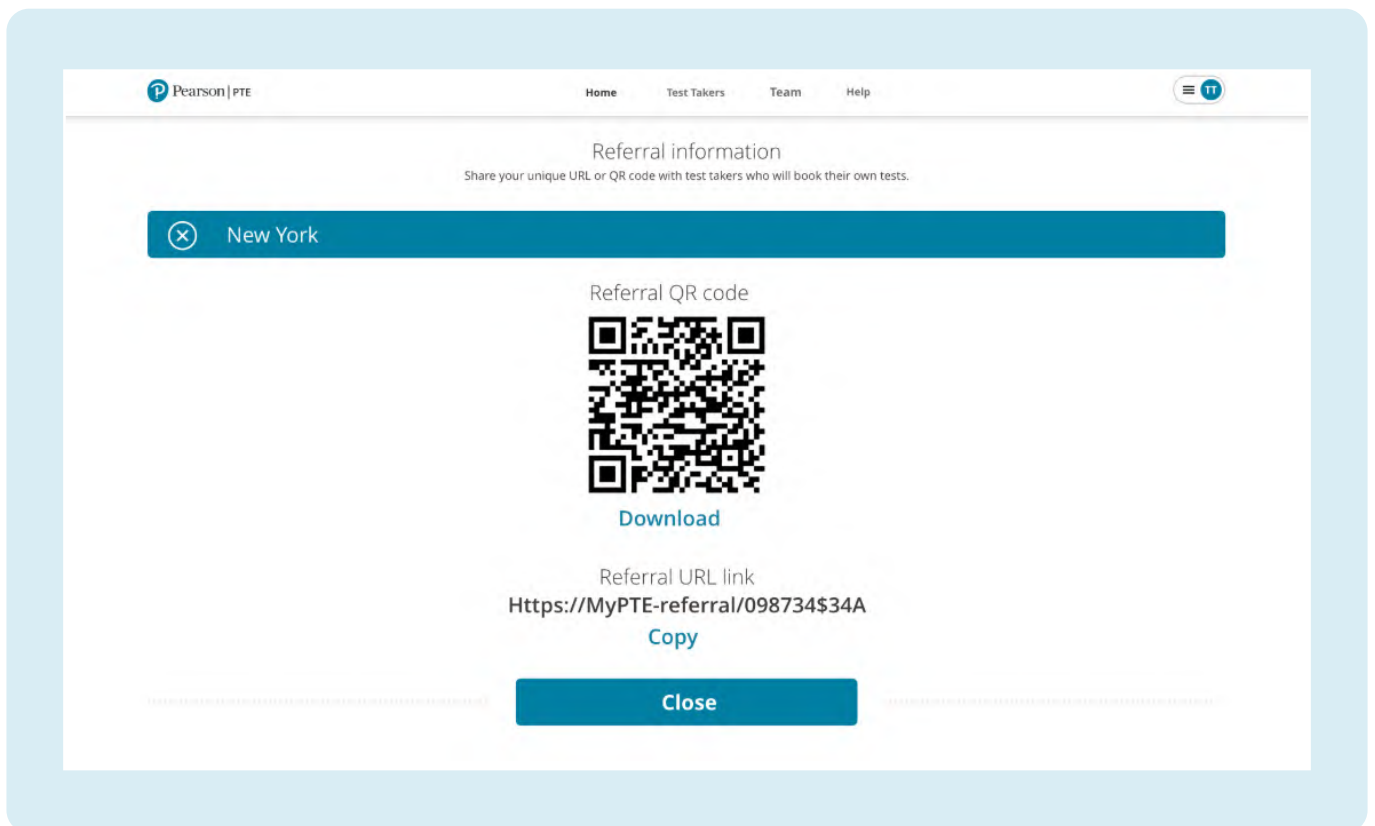 Pearson | PTE
Home Test Takers Team Help
TT
Referral information
Share your unique URL or QR code with test takers who will book their own tests.
New York
Referral QR code
Download
Referral URL link
Https://MyPTE-referral/098734$34A
Copy
Close